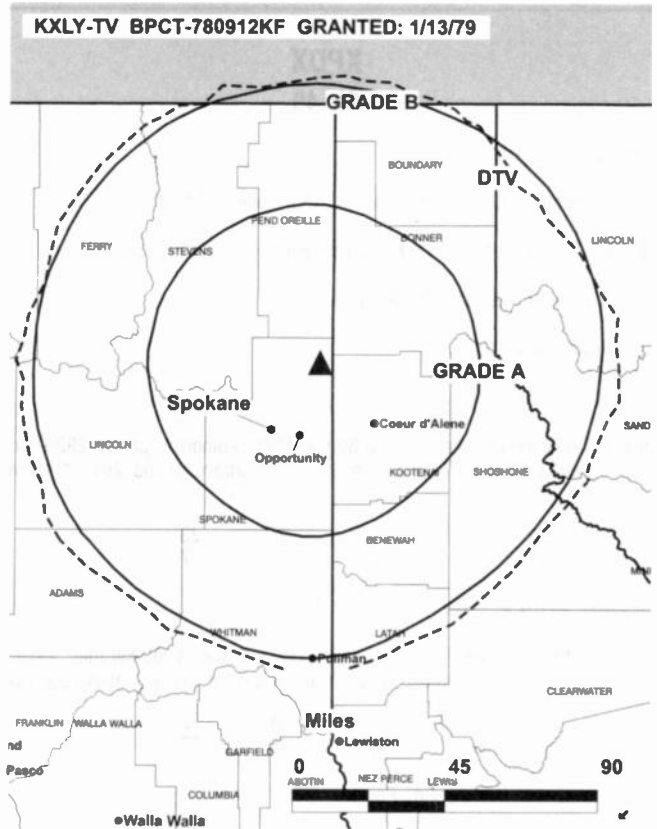 KXLY-TV BPCT-780912KF GRANTED: 1/13/79
GRADE B
BOUNDARY
DTV
PEND OREILLE
BONNER
FERRY
STEVENS
LINCOLN
GRADE A
Spokane
Coeur d'Alene
SAND
LINCOLN
Opportunity
KOOTENAI
SHOSHONE
SPOKANE
BENEWAH
ADAMS
WHITMAN
LATAH
Pullman
CLEARWATER
FRANKLIN
WALLA WALLA
Miles
Lewiston
nd
GARFIELD
Pasco
0 45 90
ASOTIN
NEZ PERCE
LEWIS
COLUMBIA
Walla Walla